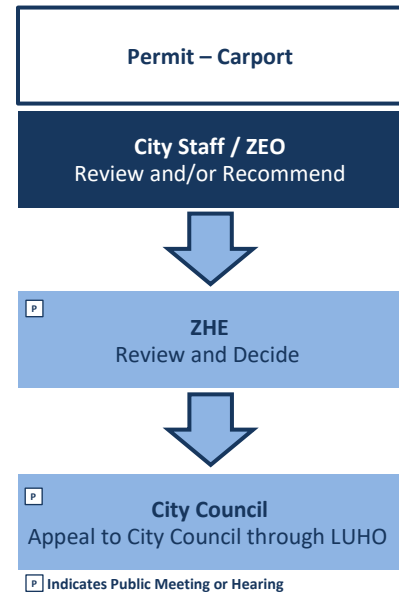 Permit – Carport
City Staff / ZEO
Review and/or Recommend
P
ZHE
Review and Decide
P
City Council
Appeal to City Council through LUHO
P Indicates Public Meeting or Hearing